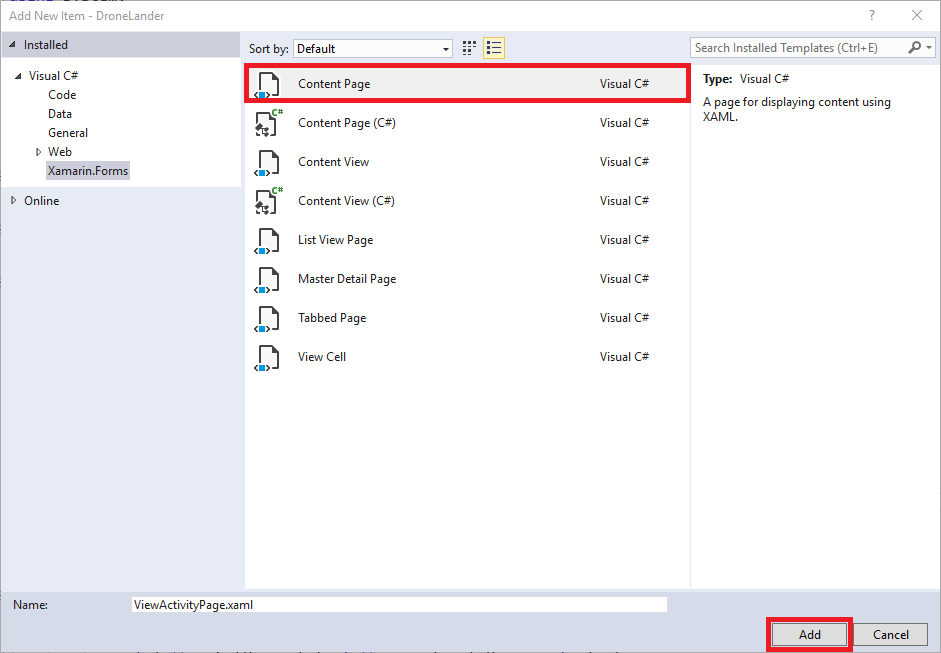 Add New Item - DroneLander
?
Installed
Sort by: Default
Search Installed Templates (Ctrl+E)
Visual C#
Code
Data
General
Web
Xamarin.Forms
Online
Content Page Visual C#
C# Content Page (C#) Visual C#
Content View Visual C#
C# Content View (C#) Visual C#
List View Page Visual C#
Master Detail Page Visual C#
Tabbed Page Visual C#
View Cell Visual C#
Type: Visual C#
A page for displaying content using
XAML.
Name: ViewActivityPage.xaml
Add Cancel